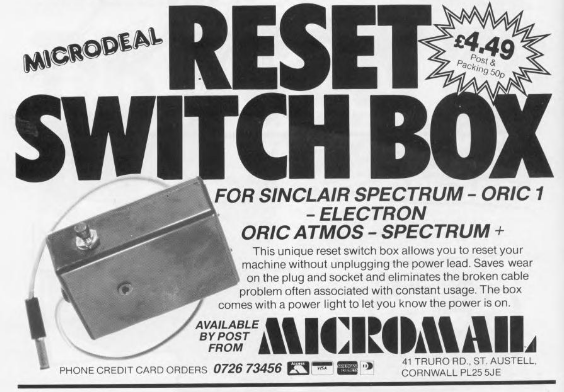 MICRODEAL
RESET
SWITCH BOX
£4.49
Post &
Packing 50p
FOR SINCLAIR SPECTRUM – ORIC 1
– ELECTRON
ORIC ATMOS – SPECTRUM +
This unique reset switch box allows you to reset your
machine without unplugging the power lead. Saves wear
on the plug and socket and eliminates the broken cable
problem often associated with constant usage. The box
comes with a power light to let you know the power is on.
AVAILABLE
BY POST
FROM
MICROMAIL
PHONE CREDIT CARD ORDERS 0726 73456
VISA
41 TRURO RD., ST. AUSTELL,
CORNWALL PL25 5JE